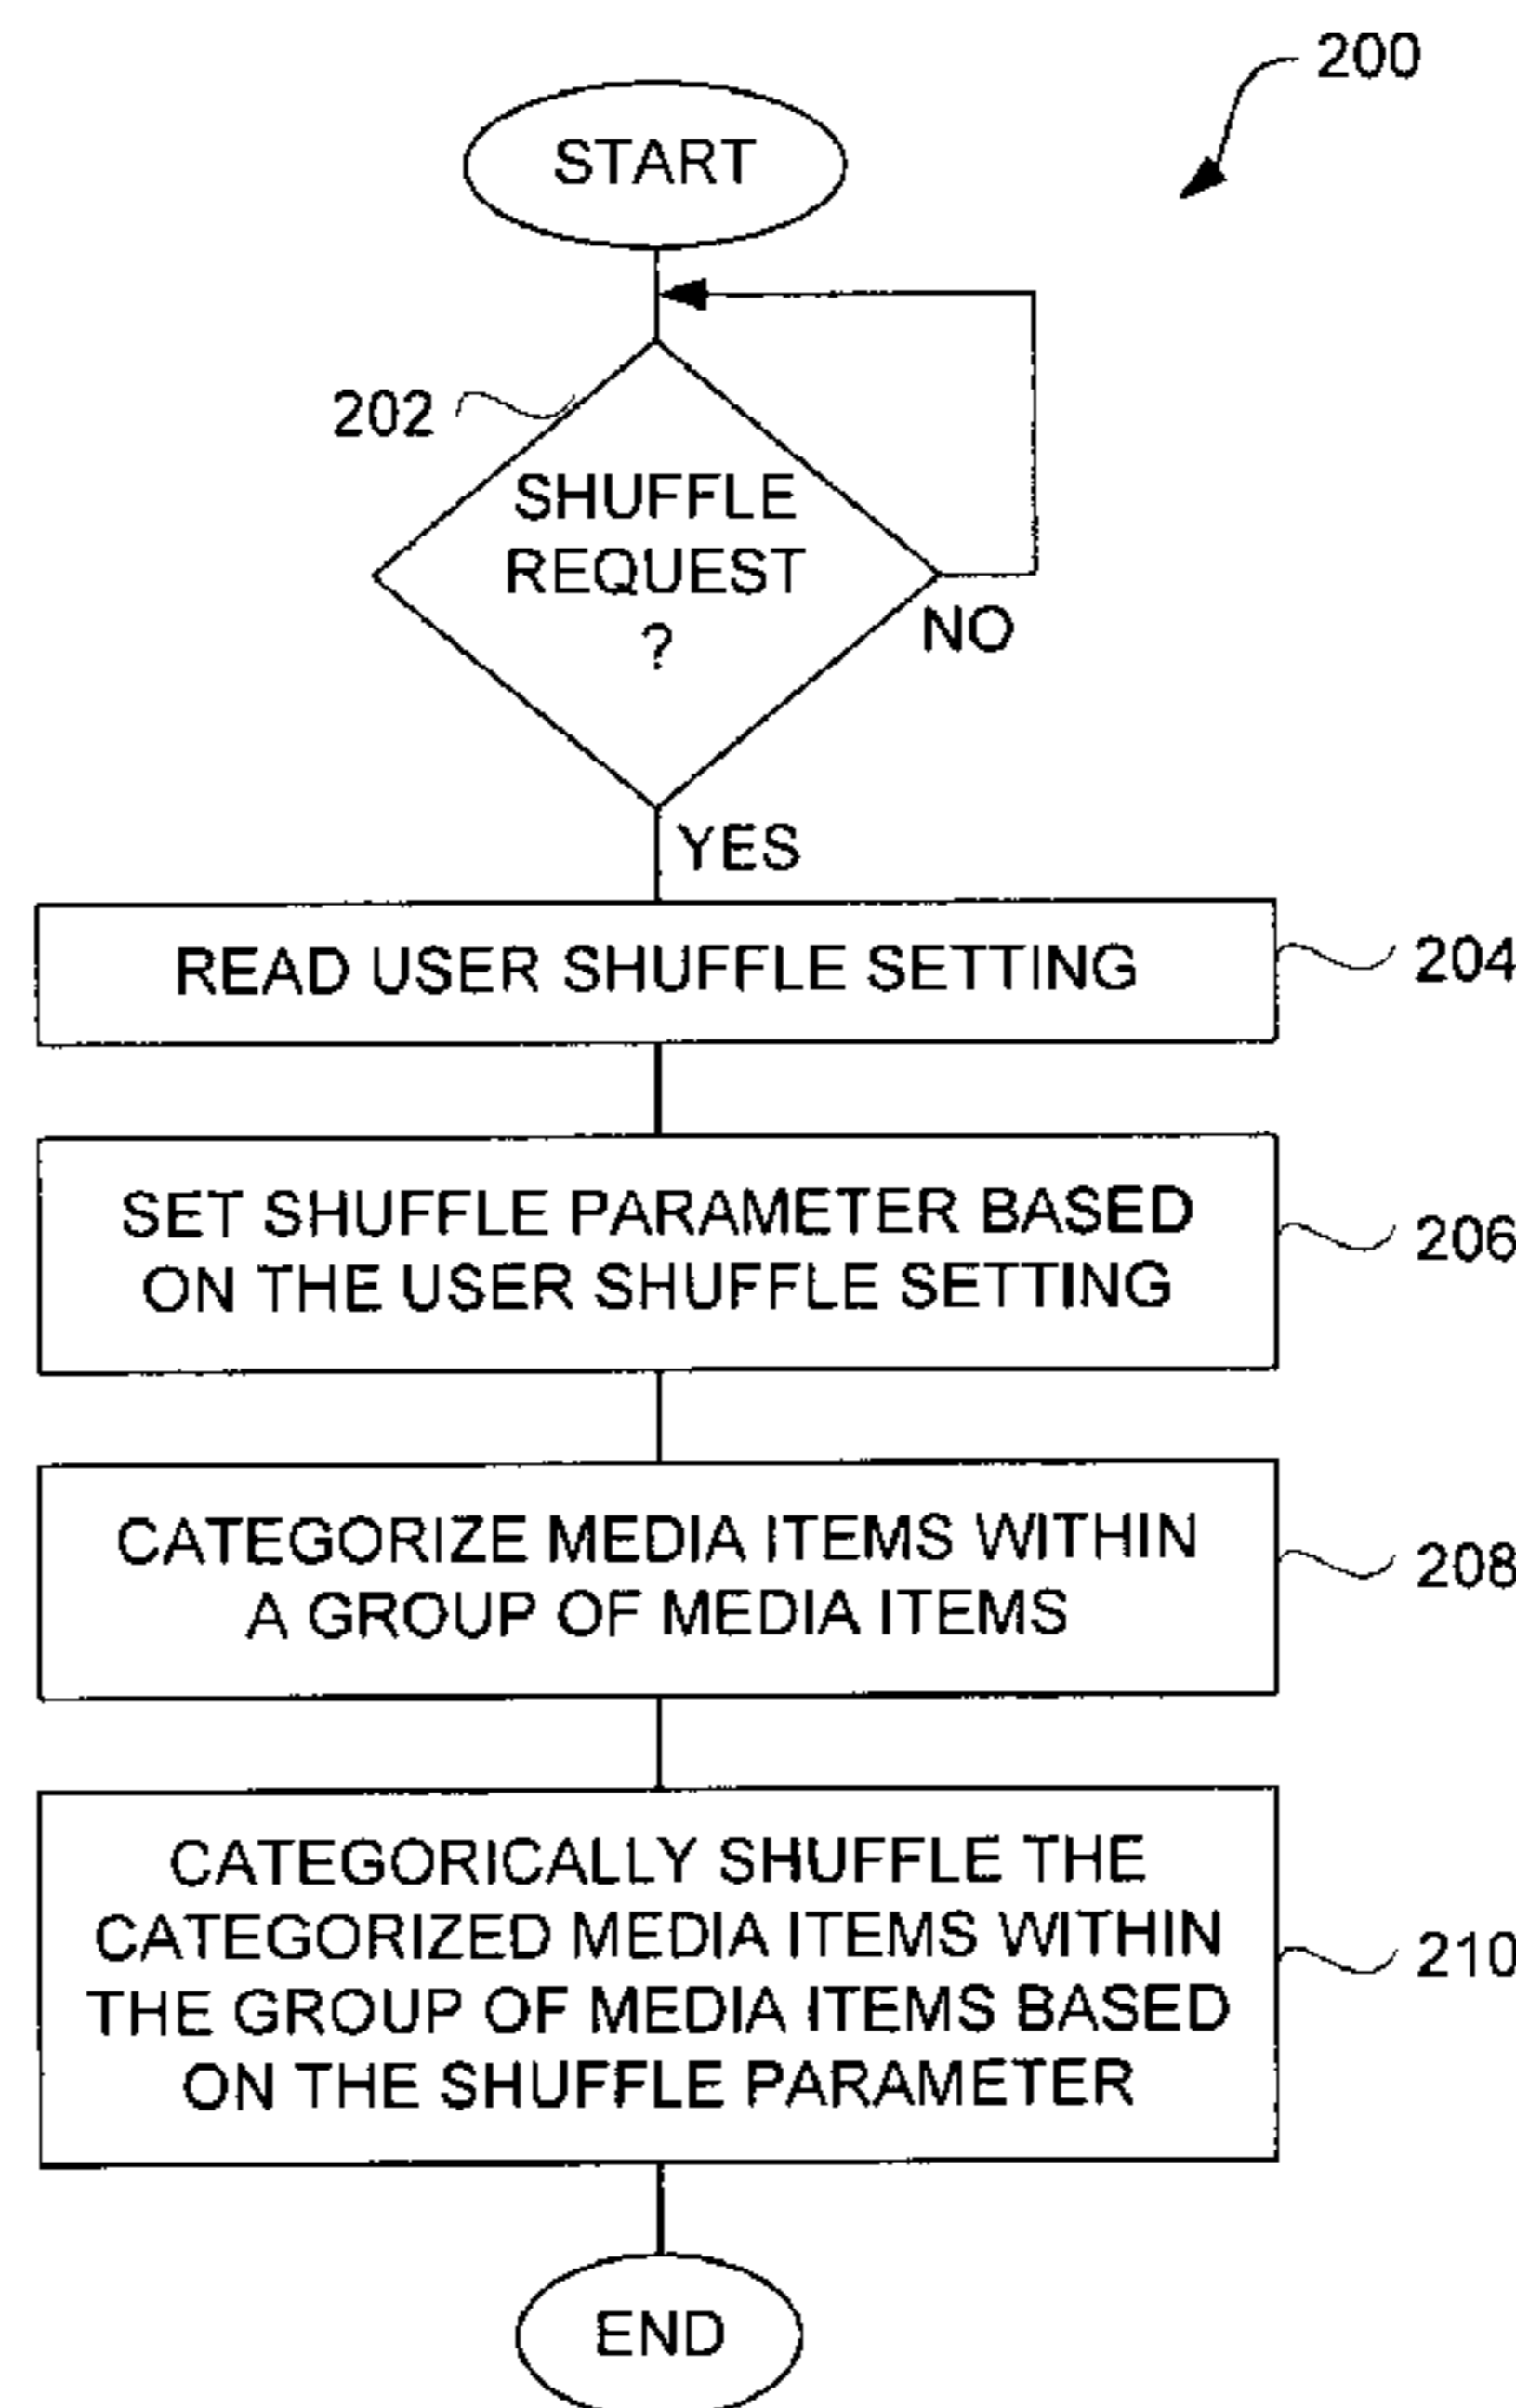 200
START
202
SHUFFLE
REQUEST
?
NO
YES
READ USER SHUFFLE SETTING
204
SET SHUFFLE PARAMETER BASED
ON THE USER SHUFFLE SETTING
206
CATEGORIZE MEDIA ITEMS WITHIN
A GROUP OF MEDIA ITEMS
208
CATEGORICALLY SHUFFLE THE
CATEGORIZED MEDIA ITEMS WITHIN
THE GROUP OF MEDIA ITEMS BASED
ON THE SHUFFLE PARAMETER
210
END